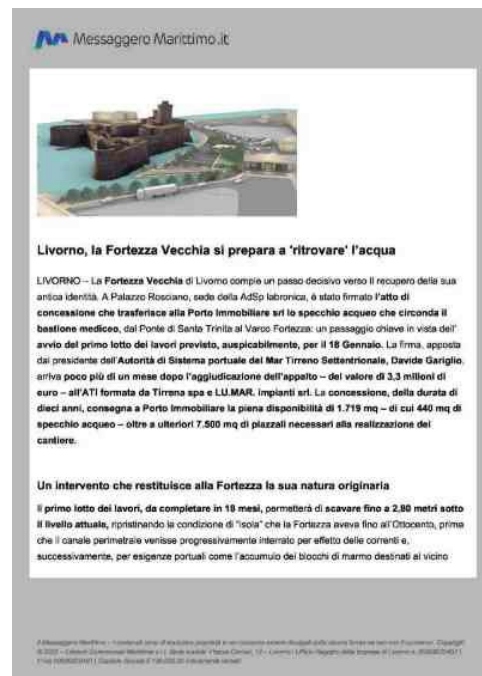 Messaggero Marittimo.it
Livorno, la Fortezza Vecchia si prepara a 'ritrovare' l'acqua
LIVORNO – La Fortezza Vecchia di Livorno compie un passo decisivo verso il recupero della sua
antica identità. A Palazzo Rosciano, sede della AdSp labronica, è stato firmato l'atto di
concessione che trasferisce alla Porto Immobiliare srl lo specchio acqueo che circonda il
bastione mediceo, dal Ponte di Santa Trinita al Varco Fortezza: un passaggio chiave in vista dell'
avvio del primo lotto dei lavori previsto, auspicabilmente, per il 18 Gennaio. La firma, apposta
dal presidente dell'Autorità di Sistema portuale del Mar Tirreno Settentrionale, Davide Gariglio,
arriva poco più di un mese dopo l'aggiudicazione dell'appalto – del valore di 3,3 milioni di
euro – all'ATI formata da Tirrena spa e LU.MAR. impianti srl. La concessione, della durata di
dieci anni, consegna a Porto Immobiliare la piena disponibilità di 1.719 mq – di cui 440 mq di
specchio acqueo – oltre a ulteriori 7.500 mq di piazzali necessari alla realizzazione del
cantiere.
Un intervento che restituisce alla Fortezza la sua natura originaria
Il primo lotto dei lavori, da completare in 18 mesi, permetterà di scavare fino a 2,80 metri sotto
il livello attuale, ripristinando la condizione di "isola" che la Fortezza aveva fino all'Ottocento, prima
che il canale perimetrale venisse progressivamente interrato per effetto delle correnti e,
successivamente, per esigenze portuali come l'accumulo dei blocchi di marmo destinati al vicino